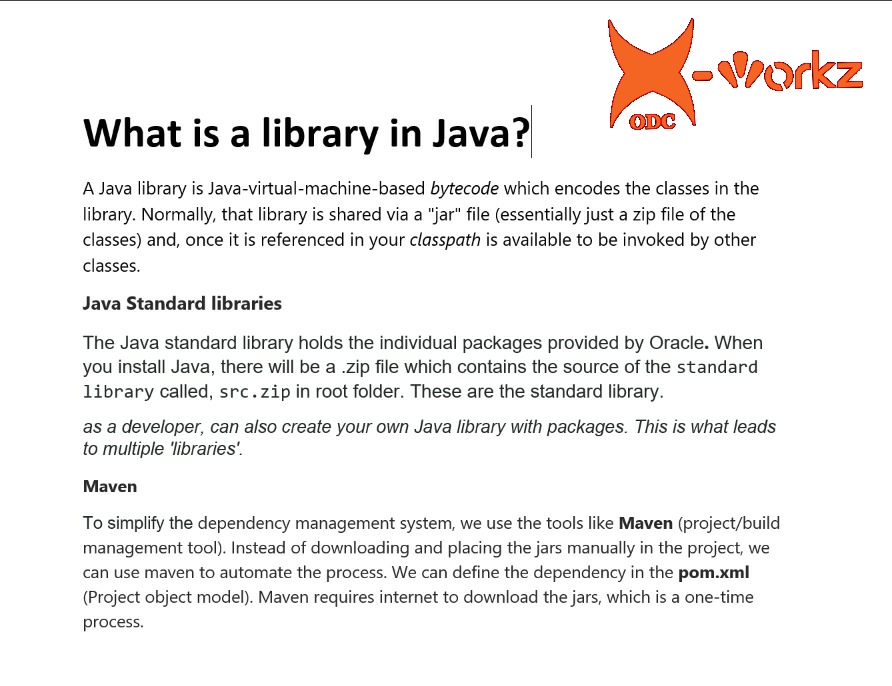 X-workz
ODC
What is a library in Java?
A Java library is Java-virtual-machine-based bytecode which encodes the classes in the
library. Normally, that library is shared via a "jar" file (essentially just a zip file of the
classes) and, once it is referenced in your classpath is available to be invoked by other
classes.
Java Standard libraries
The Java standard library holds the individual packages provided by Oracle. When
you install Java, there will be a .zip file which contains the source of the standard
library called, src.zip in root folder. These are the standard library.
as a developer, can also create your own Java library with packages. This is what leads
to multiple 'libraries'.
Maven
To simplify the dependency management system, we use the tools like Maven (project/build
management tool). Instead of downloading and placing the jars manually in the project, we
can use maven to automate the process. We can define the dependency in the pom.xml
(Project object model). Maven requires internet to download the jars, which is a one-time
process.